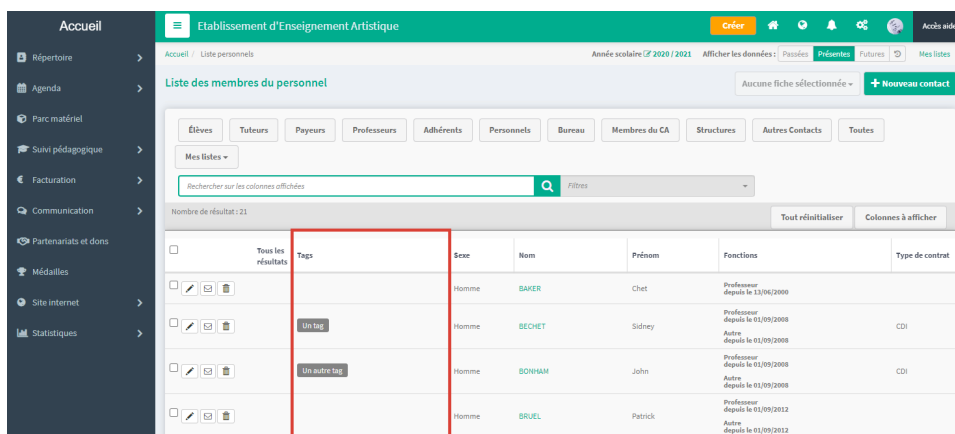 Accueil
Etablissement d'Enseignement Artistique
Créer
Accès aide
Répertoire
Agenda
Parc matériel
Suivi pédagogique
Facturation
Communication
Partenariats et dons
Médailles
Site internet
Statistiques
Accueil / Liste personnels
Année scolaire 2020 / 2021 Afficher les données : Passées Présentes Futures Mes listes
Liste des membres du personnel
Aucune fiche sélectionnée
+ Nouveau contact
Élèves Tuteurs Payeurs Professeurs Adhérents Personnels Bureau Membres du CA Structures Autres Contacts Toutes
Mes listes
Rechercher sur les colonnes affichées
Filtres
Nombre de résultat : 21
Tout réinitialiser Colonnes à afficher
Tous les résultats Tags Sexe Nom Prénom Fonctions Type de contrat
Homme BAKER Chet Professeur
depuis le 13/06/2000
Un tag Homme BECHET Sidney Professeur
depuis le 01/09/2008
Autre
depuis le 01/09/2008
CDI
Un autre tag Homme BONHAM John Professeur
depuis le 01/09/2008
Autre
depuis le 01/09/2008
CDI
Homme BRUEL Patrick Professeur
depuis le 01/09/2012
Autre
depuis le 01/09/2012